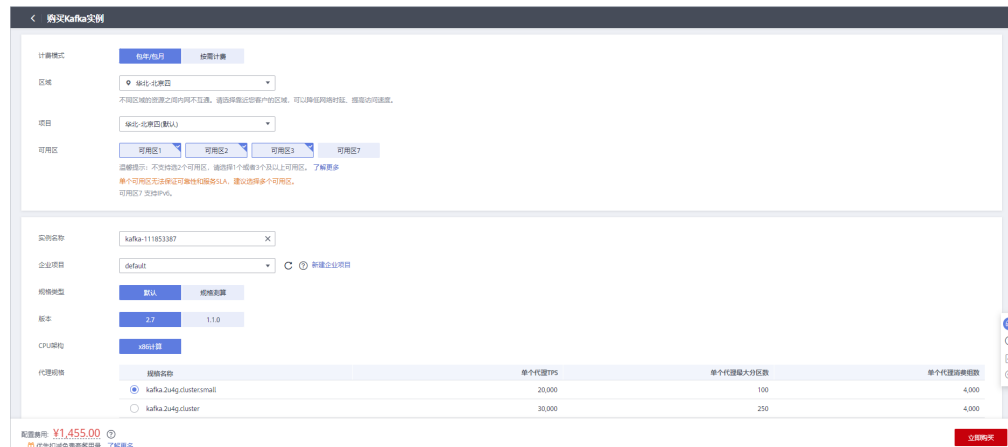 购买Kafka实例
计费模式
包年/包月
按需计费
区域
华北-北京四
不同区域的资源之间内网不互通。请选择靠近您客户的区域，可以降低网络时延、提高访问速度。
项目
华北-北京四(默认)
可用区
可用区1
可用区2
可用区3
可用区7
温馨提示：不支持选2个可用区，请选择1个或者3个及以上可用区。 了解更多
单个可用区无法保证可靠性和服务SLA，建议选择多个可用区。
可用区7 支持IPv6。
实例名称
kafka-111853387
企业项目
default
新建企业项目
规格类型
默认
规格测算
版本
2.7
1.1.0
CPU架构
x86计算
代理规格
规格名称 单个代理TPS 单个代理最大分区数 单个代理消费组数
kafka.2u4g.cluster.small 20,000 100 4,000
kafka.2u4g.cluster 30,000 250 4,000
配置费用: ¥1,455.00
了解更多
立即购买